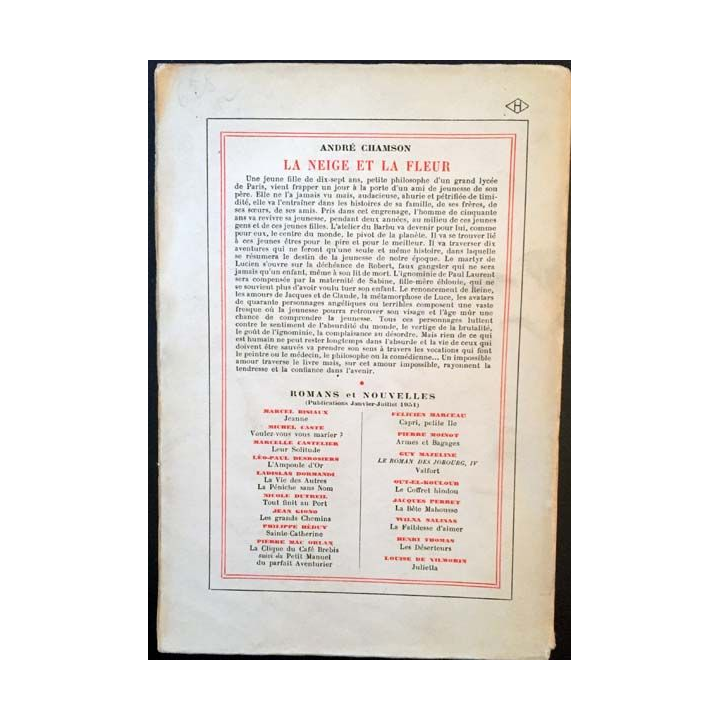 H
ANDRÉ CHAMSON
LA NEIGE ET LA FLEUR
Une jeune fille de dix-sept ans, petite philosophe d'un grand lycée
de Paris, vient frapper un jour à la porte d'un ami de jeunesse de son
père. Elle ne l'a jamais vu mais, audacieuse, ahurie et pétrifiée de timi-
dité, elle va l'entraîner dans les histoires de sa famille, de ses frères, de
ses sœurs, de ses amis. Pris dans cet engrenage, l'homme de cinquante
ans va revivre sa jeunesse, pendant deux années, au milieu de ces jeunes
gens et de ces jeunes filles. L'atelier du Barbu va devenir pour lui, comme
pour eux, le centre du monde, le pivot de la planète. Il va se trouver lié
à ces jeunes êtres pour le pire et pour le meilleur. Il va traverser dix
aventures qui ne feront qu'une seule et même histoire, dans laquelle
se résumera le destin de la jeunesse de notre époque. Le martyr de
Lucien s'ouvre sur la déchéance de Robert, faux gangster qui ne sera
jamais qu'un enfant, même à son lit de mort. L'ignominie de Paul Laurent
sera compensée par la maternité de Sabine, fille-mère éblouie, qui ne
se souvient plus d'avoir voulu tuer son enfant. Le renoncement de Reine,
les amours de Jacques et de Claude, la métamorphose de Luce, les avatars
de quarante personnages angéliques ou terribles composent une vaste
fresque où la jeunesse pourra retrouver son visage et l'âge mûr une
chance de comprendre la jeunesse. Tous ces personnages luttent
contre le sentiment de l'absurdité du monde, le vertige de la brutalité,
le goût de l'ignominie, la complaisance au désordre. Mais rien de ce qui
est humain ne peut rester longtemps dans l'absurde et la vie de ceux qui
doivent être sauvés va prendre son sens à travers les vocations qui font
le peintre ou le médecin, le philosophe ou la comédienne... Un impossible
amour traverse le livre mais, sur cet amour impossible, rayonnent la
tendresse et la confiance dans l'avenir.
ROMANS et NOUVELLES
(Publications Janvier-Juillet 1951)
MARCEL BISIAUX
Jeanne
MICHEL CASTE
Voulez-vous vous marier ?
MARCELLE CASTELIER
Leur Solitude
LÉO-PAUL DESROSIERS
L'Ampoule d'Or
LADISLAS DORMANDI
La Vie des Autres
La Péniche sans Nom
NICOLE DUTREIL
Tout finit au Port
JEAN GIONO
Les grands Chemins
PHILIPPE HÉDUY
Sainte-Catherine
PIERRE MAC ORLAN
La Clique du Café Brebis
suivi du Petit Manuel
du parfait Aventurier
FÉLICIEN MARCEAU
Capri, petite île
PIERRE MOINOT
Armes et Bagages
GUY MAZELINE
LE ROMAN DES JOBOURG, IV
Valfort
OUT-EL-KOULOUB
Le Coffret hindou
JACQUES PERRET
La Bête Mahousse
WILNA SALINAS
La Faiblesse d'aimer
HENRI THOMAS
Les Déserteurs
LOUISE DE VILMORIN
Julietta